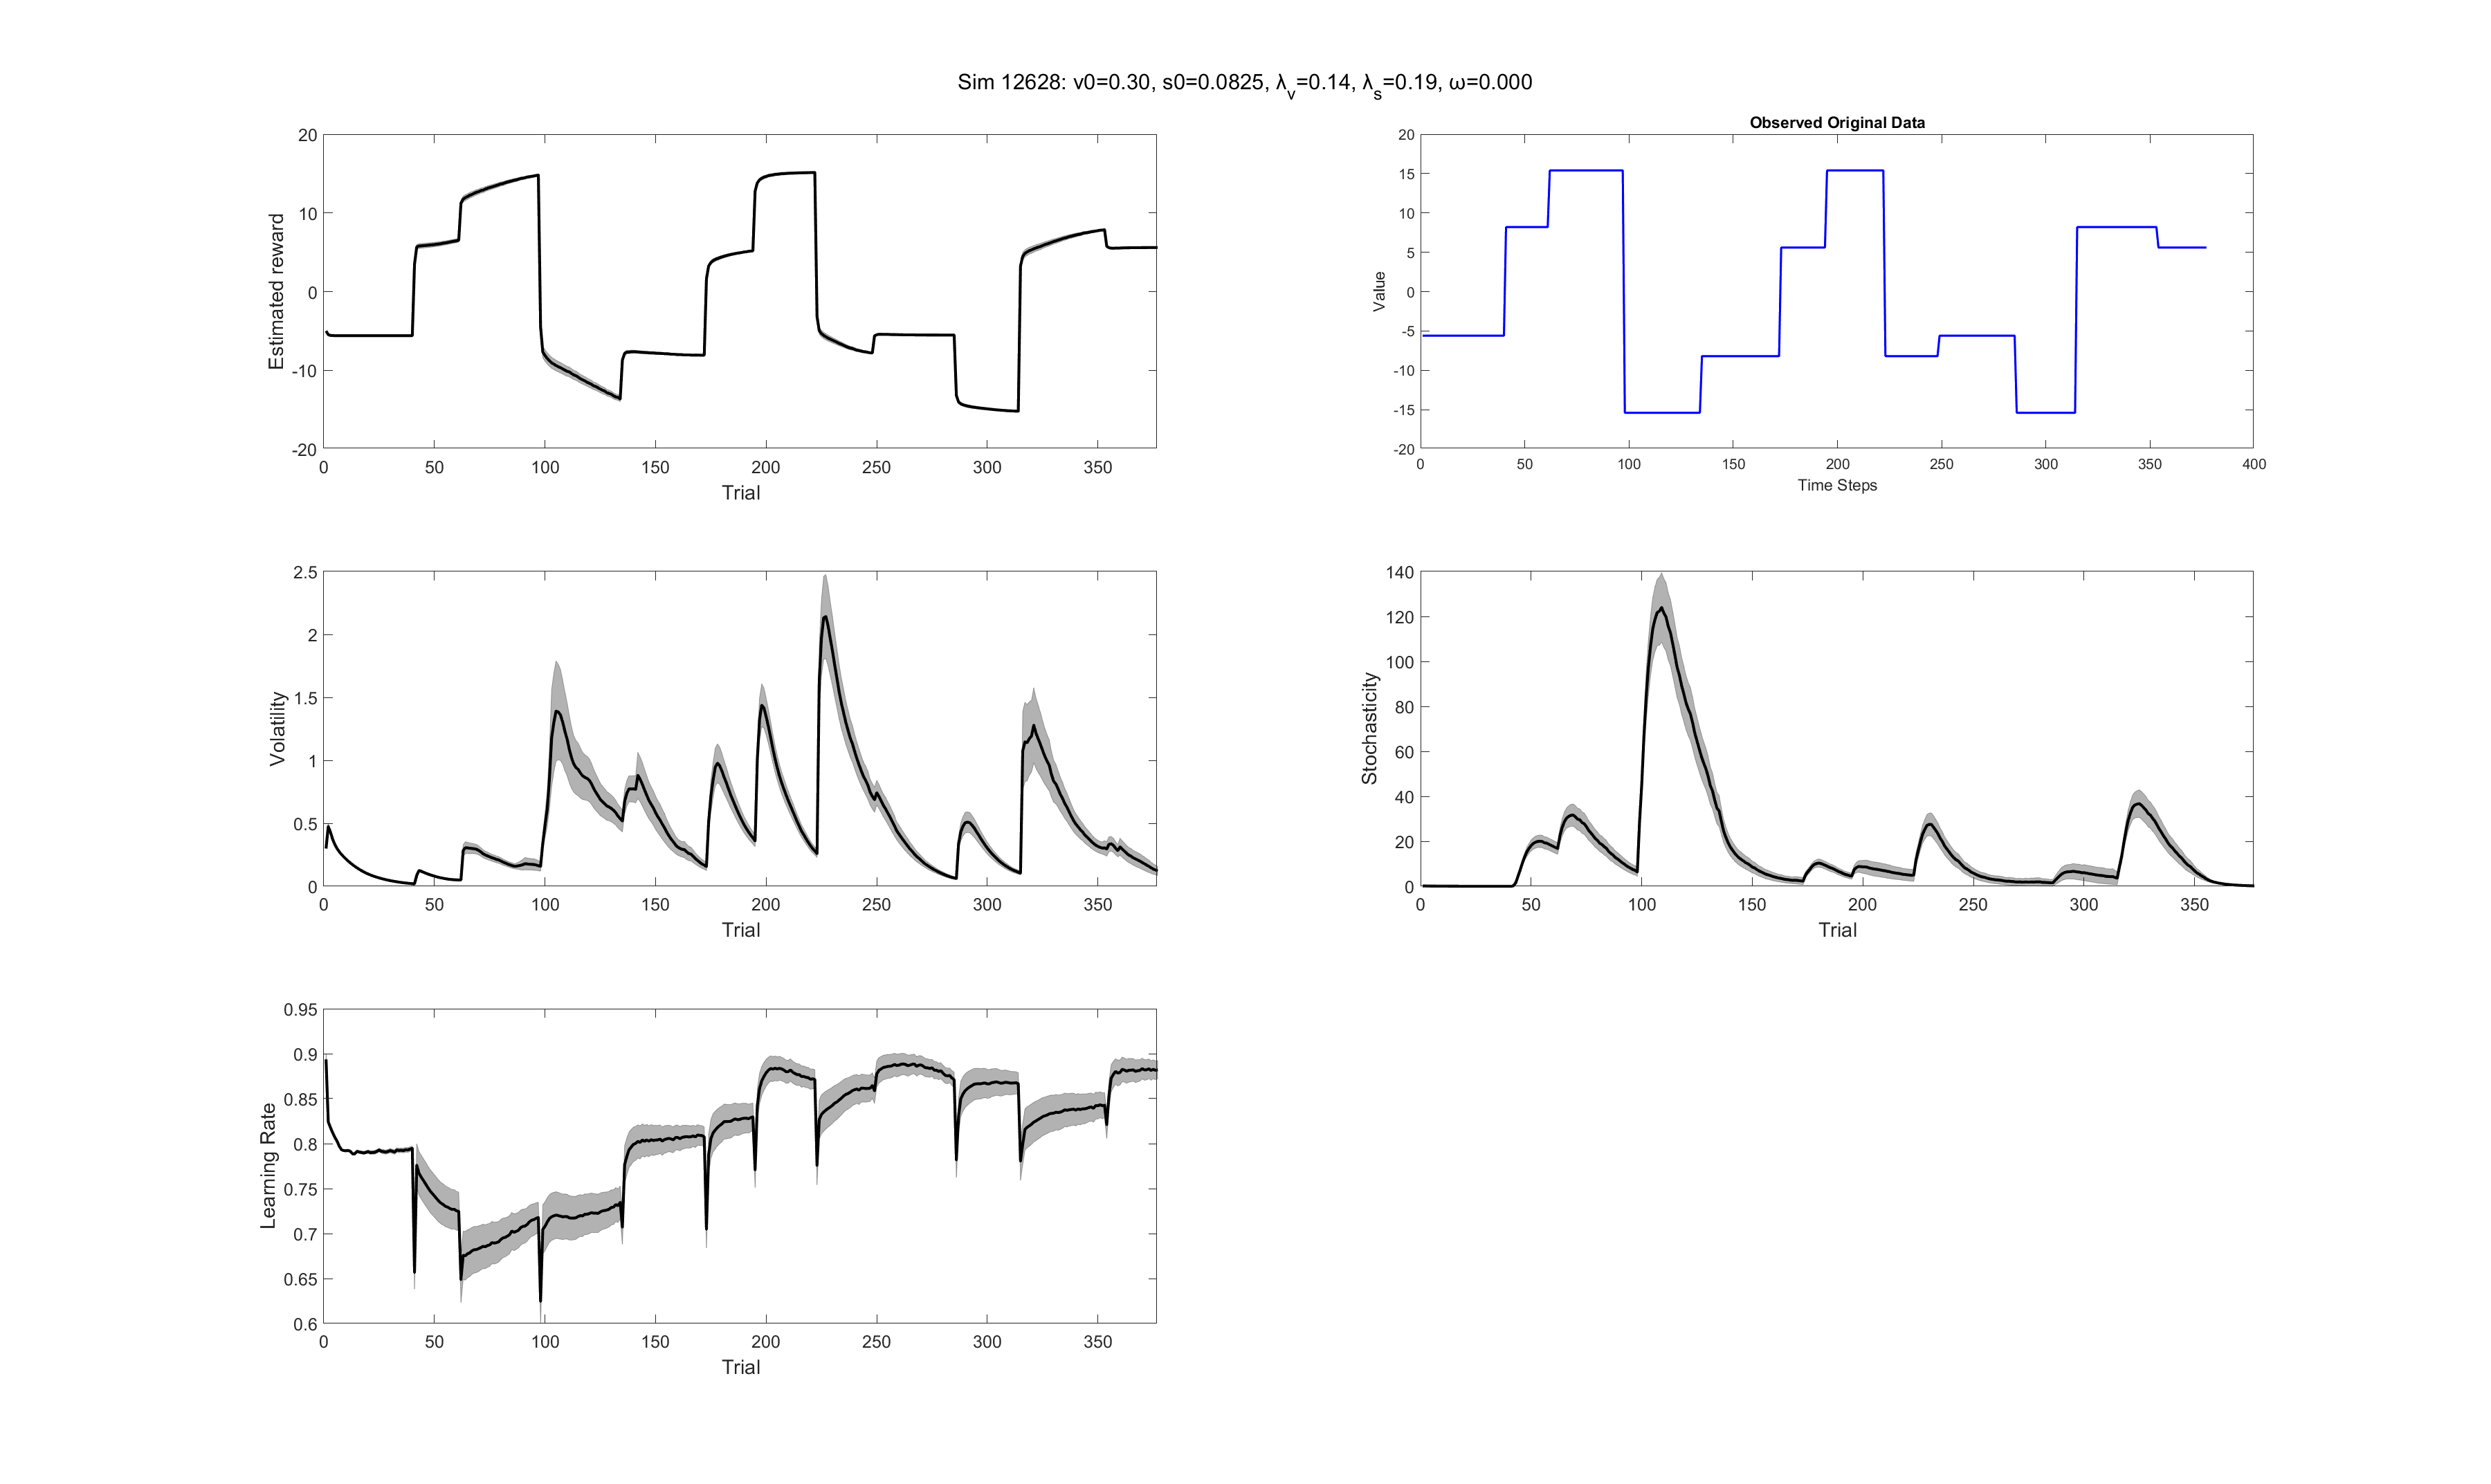 Sim 12628: v0=0.30, s0=0.0825, λv=0.14, λs=0.19, ω=0.000
Observed Original Data
20
10
0
-10
-20
Estimated reward
0 50 100 150 200 250 300 350
Trial
20
15
10
5
0
-5
-10
-15
-20
Value
0 50 100 150 200 250 300 350 400
Time Steps
2.5
2
1.5
1
0.5
0
Volatility
0 50 100 150 200 250 300 350
Trial
140
120
100
80
60
40
20
0
Stochasticity
0 50 100 150 200 250 300 350
Trial
0.95
0.9
0.85
0.8
0.75
0.7
0.65
0.6
Learning Rate
0 50 100 150 200 250 300 350
Trial